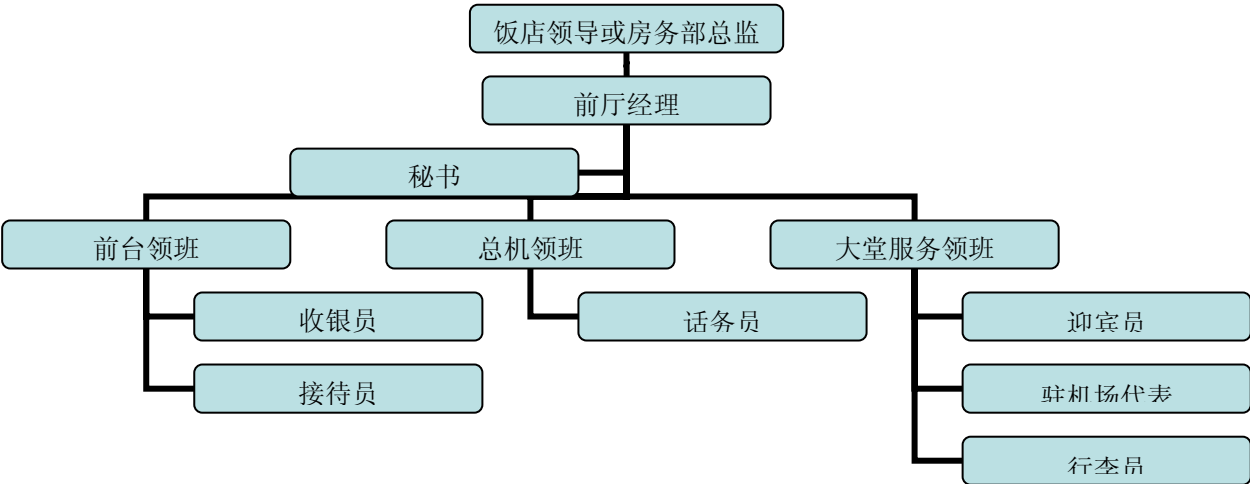 饭店领导或房务部总监
前厅经理
秘书
前台领班
总机领班
大堂服务领班
收银员
话务员
迎宾员
接待员
驻机场代表
行李员